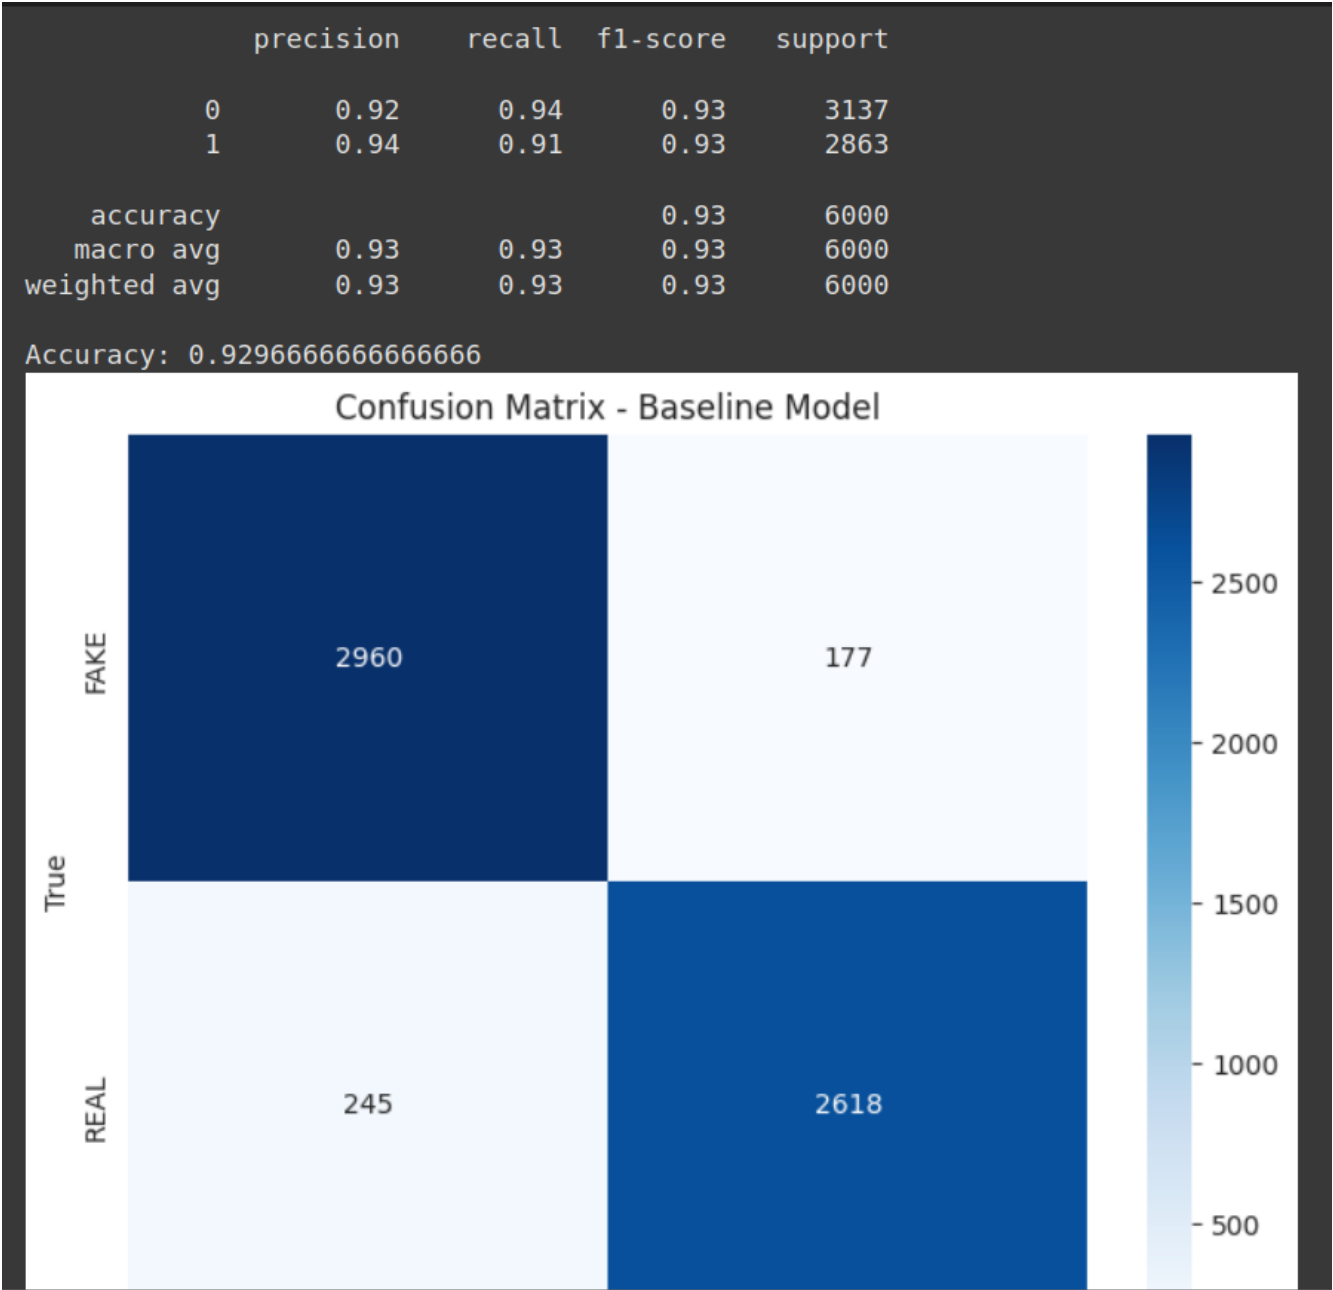 precision recall f1-score support
0 0.92 0.94 0.93 3137
1 0.94 0.91 0.93 2863
accuracy 0.93 6000
macro avg 0.93 0.93 0.93 6000
weighted avg 0.93 0.93 0.93 6000
Accuracy: 0.9296666666666666
Confusion Matrix - Baseline Model
True
FAKE
2960
177
REAL
245
2618
2500
2000
1500
1000
500